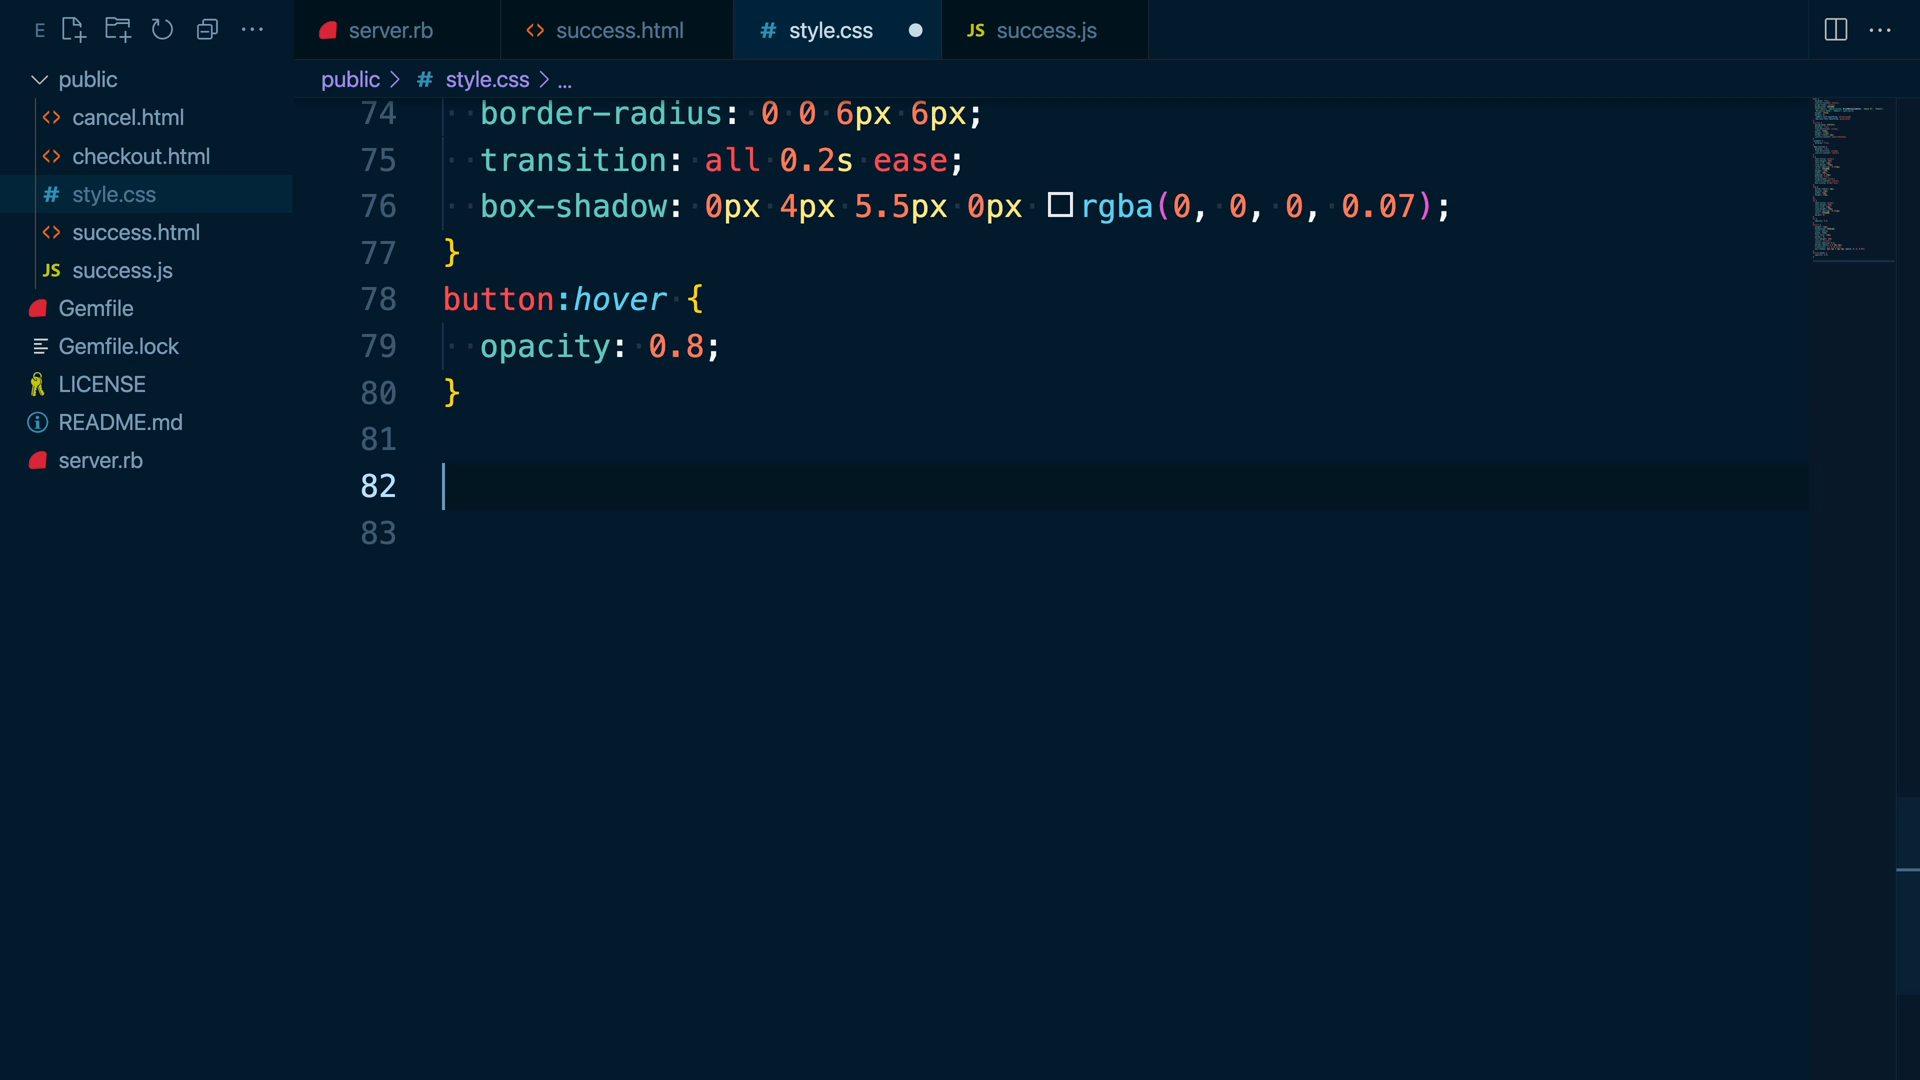 E
server.rb
success.html
# style.css
JS success.js
public
public > # style.css > ...
cancel.html
checkout.html
# style.css
success.html
JS success.js
Gemfile
Gemfile.lock
LICENSE
README.md
server.rb
74 border-radius: 0 0 6px 6px;
75 transition: all 0.2s ease;
76 box-shadow: 0px 4px 5.5px 0px rgba(0, 0, 0, 0.07);
77 }
78 button:hover {
79 opacity: 0.8;
80 }
81
82
83